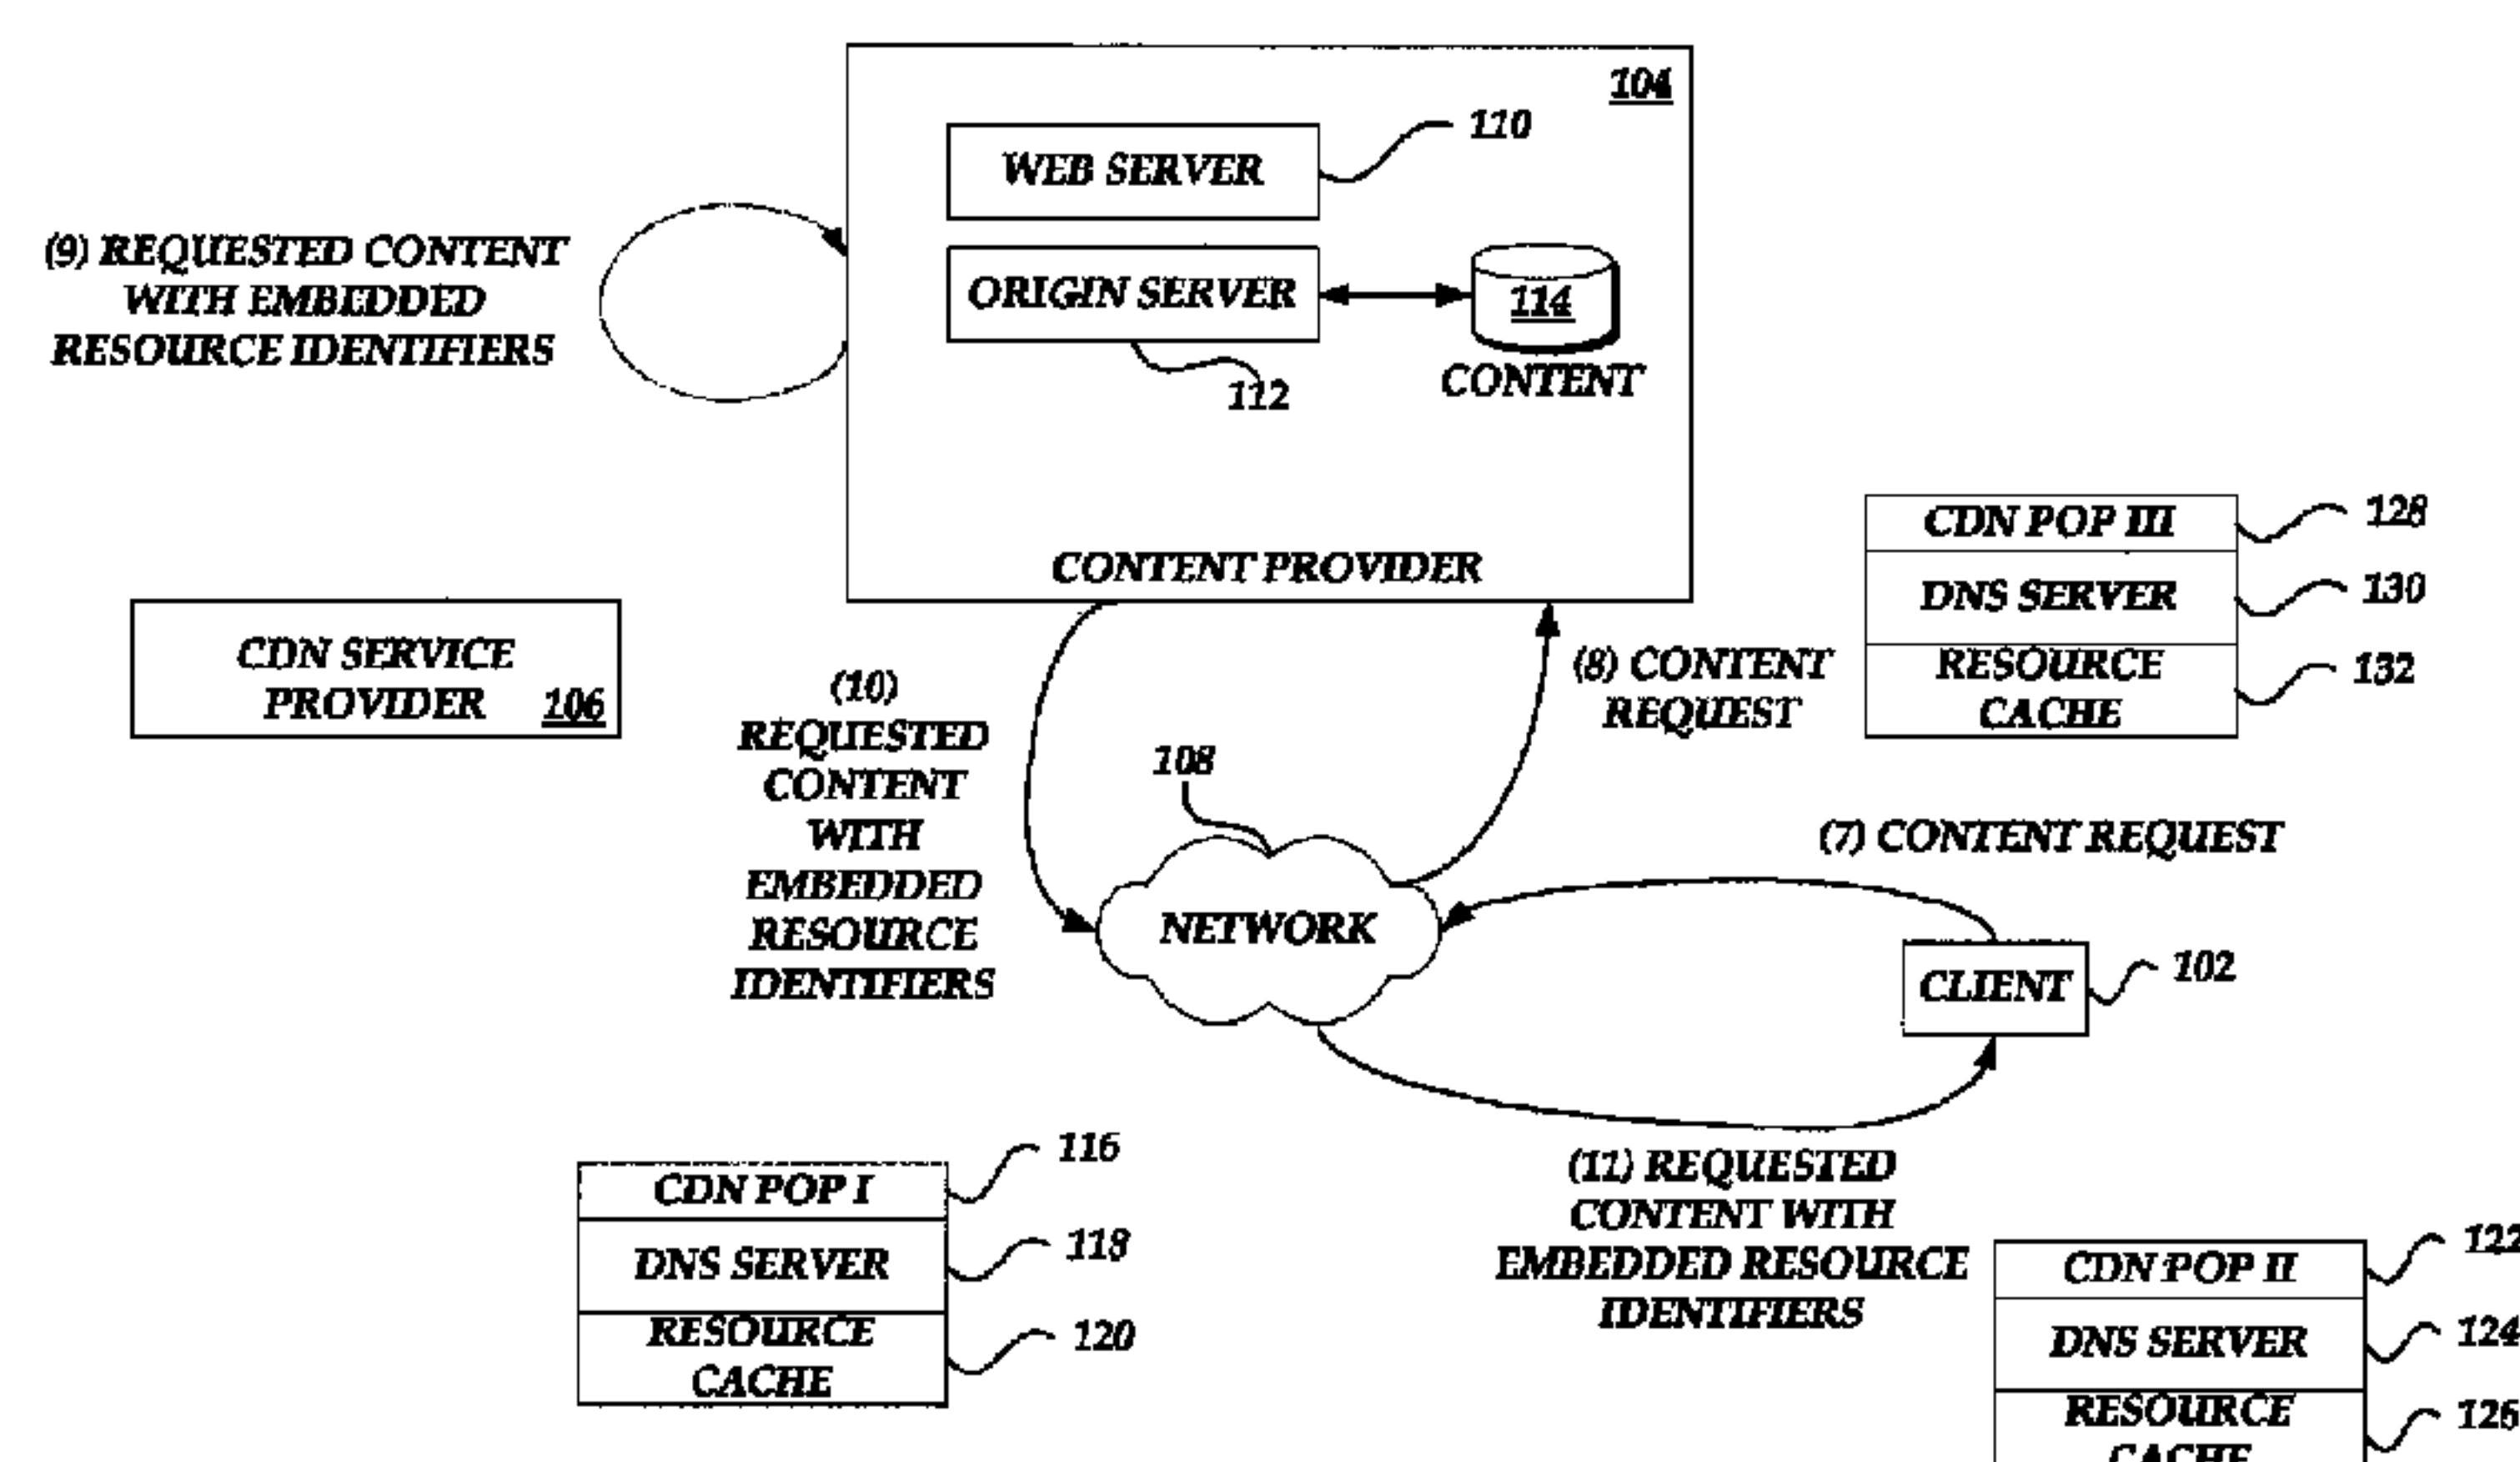 104
WEB SERVER
110
(9) REQUESTED CONTENT
WITH EMBEDDED
RESOURCE IDENTIFIERS
ORIGIN SERVER
114
CONTENT
112
CONTENT PROVIDER
CDN POP III
128
DNS SERVER
130
RESOURCE
CACHE
132
CDN SERVICE
PROVIDER
106
(10)
REQUESTED
CONTENT
WITH
EMBEDDED
RESOURCE
IDENTIFIERS
(8) CONTENT
REQUEST
108
NETWORK
(7) CONTENT REQUEST
CLIENT
102
(11) REQUESTED
CONTENT WITH
EMBEDDED RESOURCE
IDENTIFIERS
CDN POP I
116
DNS SERVER
118
RESOURCE
CACHE
120
CDN POP II
122
DNS SERVER
124
RESOURCE
CACHE
126